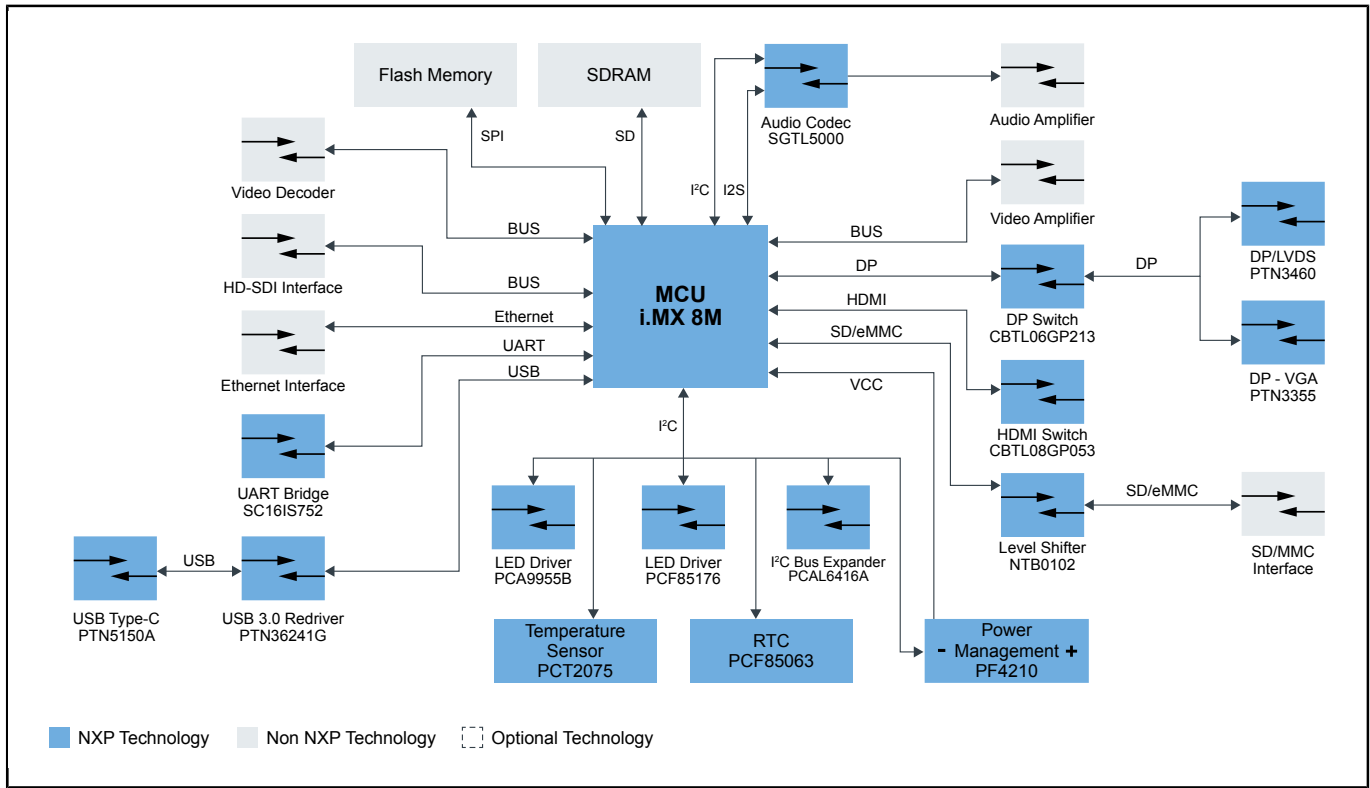 Flash Memory
SDRAM
SPI
SD
I²C
I2S
Audio Codec
SGTL5000
Audio Amplifier
Video Decoder
Video Amplifier
HD-SDI Interface
Ethernet Interface
BUS
BUS
Ethernet
UART
USB
MCU
i.MX 8M
BUS
DP
HDMI
SD/eMMC
VCC
DP Switch
CBTL06GP213
DP
DP/LVDS
PTN3460
DP - VGA
PTN3355
HDMI Switch
CBTL08GP053
I²C
UART Bridge
SC16IS752
LED Driver
PCA9955B
LED Driver
PCF85176
I²C Bus Expander
PCAL6416A
Level Shifter
NTB0102
SD/eMMC
SD/MMC
Interface
USB Type-C
PTN5150A
USB
USB 3.0 Redriver
PTN36241G
Temperature
Sensor
PCT2075
RTC
PCF85063
Power
- Management +
PF4210
NXP Technology
Non NXP Technology
Optional Technology